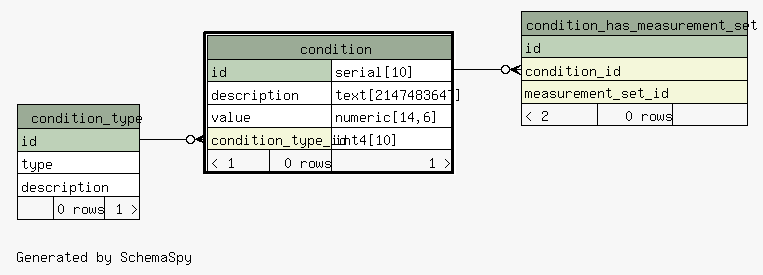 condition_type
id
type
description
0 rows 1 >
condition
id serial[10]
description text[2147483647]
value numeric[14,6]
condition_type_id int4[10]
< 1 0 rows 1 >
condition_has_measurement_set
id
condition_id
measurement_set_id
< 2 0 rows
Generated by SchemaSpy